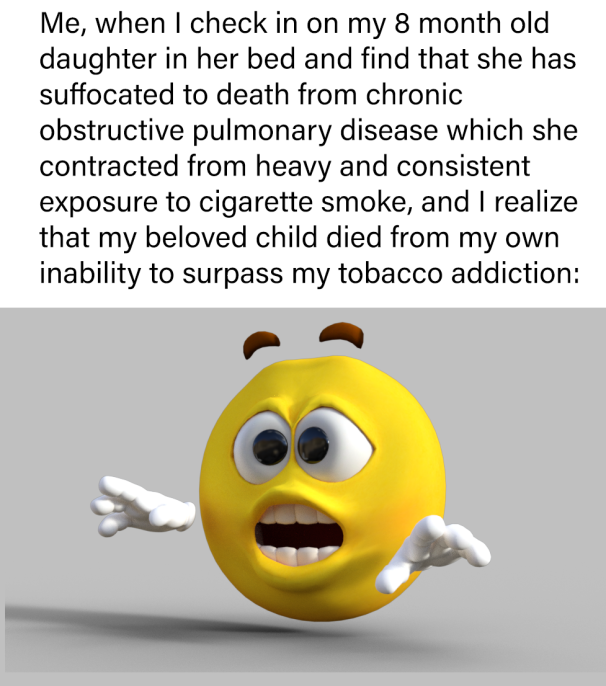 Me, when I check in on my 8 month old
daughter in her bed and find that she has
suffocated to death from chronic
obstructive pulmonary disease which she
contracted from heavy and consistent
exposure to cigarette smoke, and I realize
that my beloved child died from my own
inability to surpass my tobacco addiction: